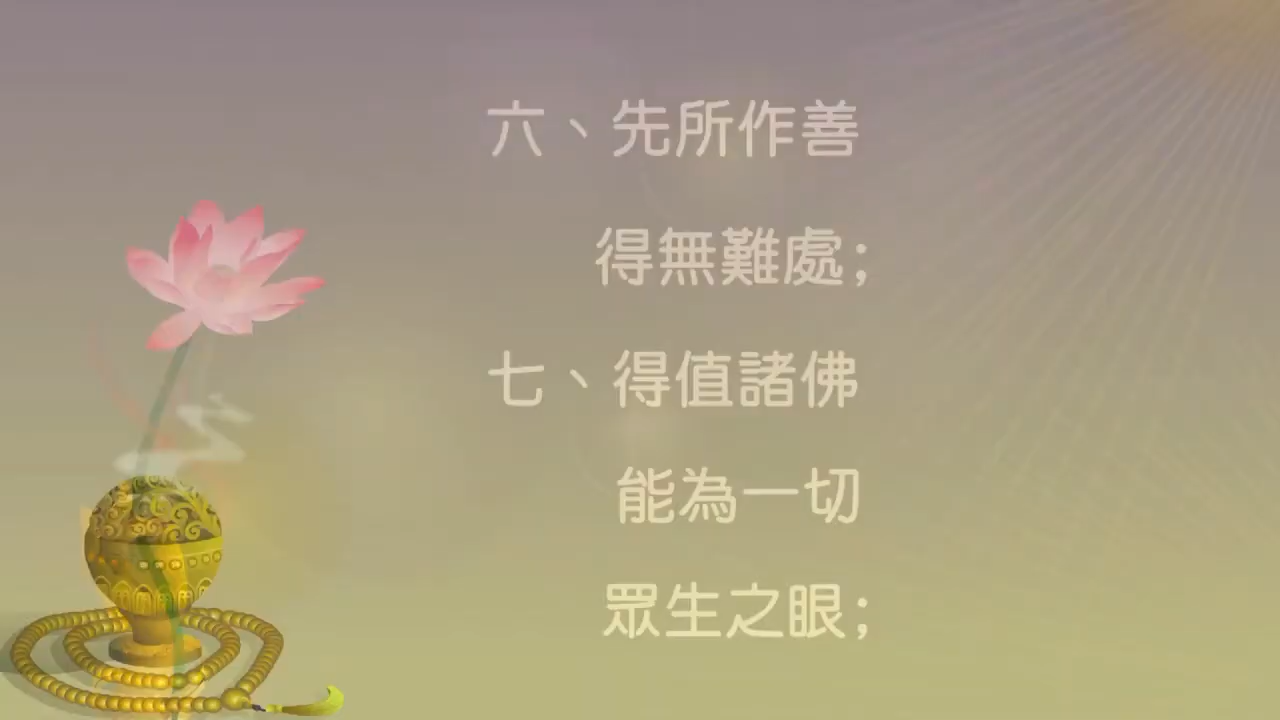 六、先所作善
得無難處；
七、得值諸佛
能為一切
眾生之眼；